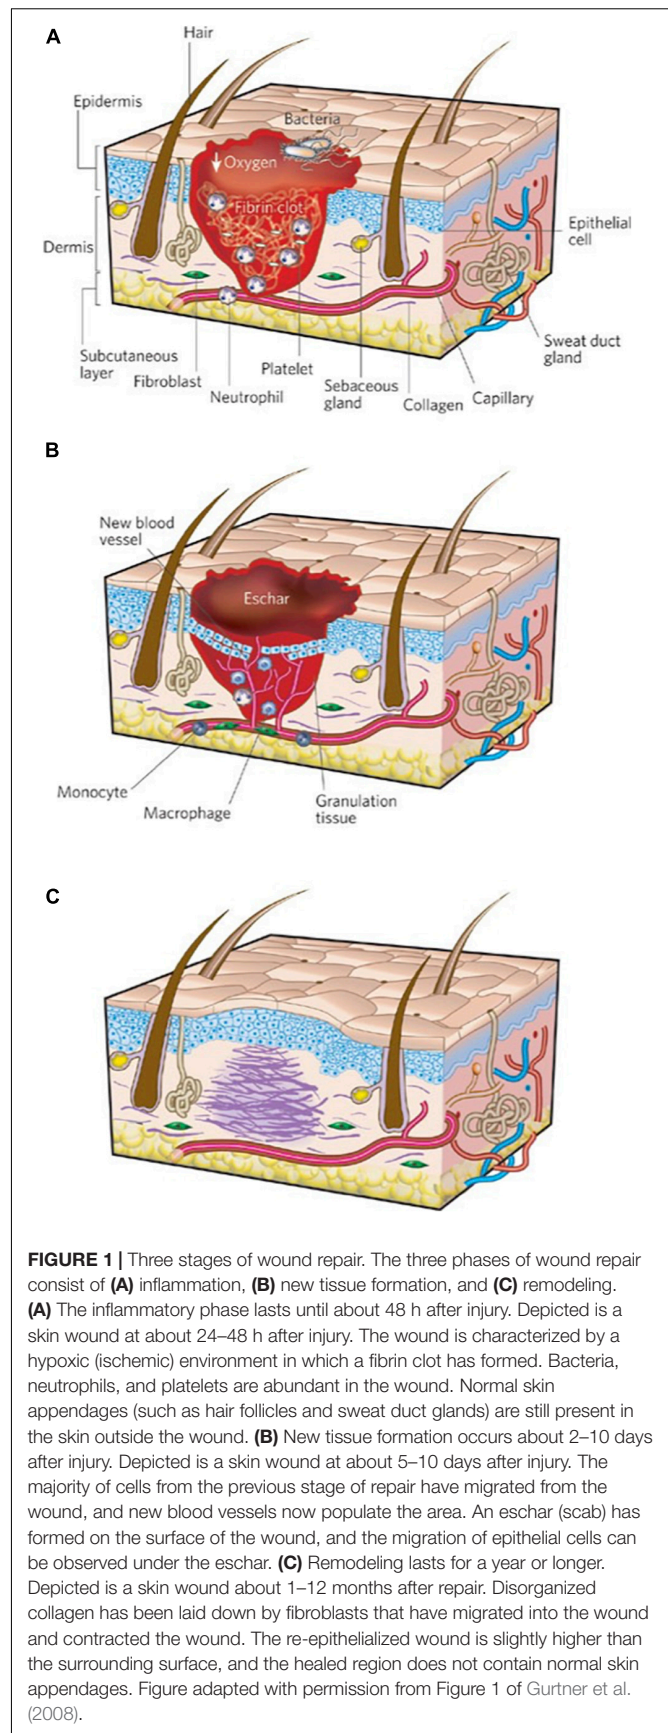 A
Hair
Epidermis
Bacteria
Oxygen
Fibrin clot
Epithelial
cell
Dermis
Sweat duct
gland
Subcutaneous
layer
Fibroblast
Neutrophil
Platelet
Sebaceous
gland
Collagen
Capillary
B
New blood
vessel
Eschar
Monocyte
Macrophage
Granulation
tissue
C
FIGURE 1 | Three stages of wound repair. The three phases of wound repair
consist of (A) inflammation, (B) new tissue formation, and (C) remodeling.
(A) The inflammatory phase lasts until about 48 h after injury. Depicted is a
skin wound at about 24–48 h after injury. The wound is characterized by a
hypoxic (ischemic) environment in which a fibrin clot has formed. Bacteria,
neutrophils, and platelets are abundant in the wound. Normal skin
appendages (such as hair follicles and sweat duct glands) are still present in
the skin outside the wound. (B) New tissue formation occurs about 2–10 days
after injury. Depicted is a skin wound at about 5–10 days after injury. The
majority of cells from the previous stage of repair have migrated from the
wound, and new blood vessels now populate the area. An eschar (scab) has
formed on the surface of the wound, and the migration of epithelial cells can
be observed under the eschar. (C) Remodeling lasts for a year or longer.
Depicted is a skin wound about 1–12 months after repair. Disorganized
collagen has been laid down by fibroblasts that have migrated into the wound
and contracted the wound. The re-epithelialized wound is slightly higher than
the surrounding surface, and the healed region does not contain normal skin
appendages. Figure adapted with permission from Figure 1 of Gurtner et al.
(2008).